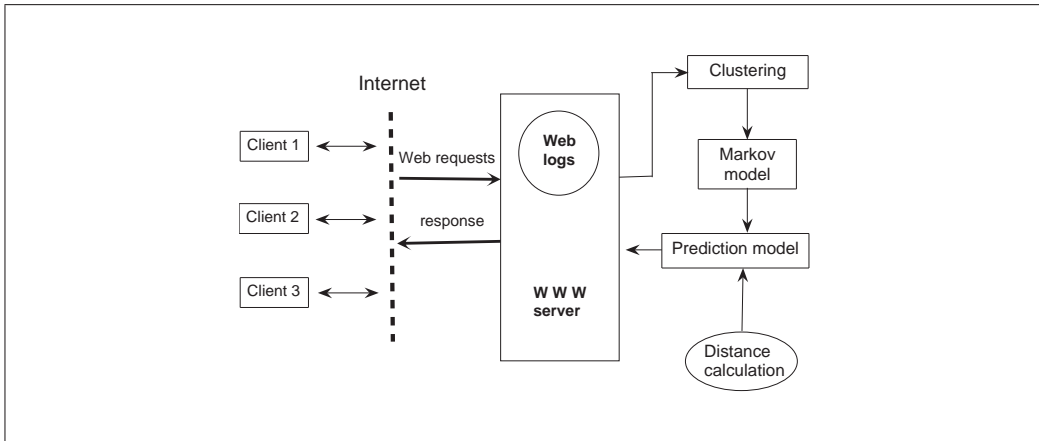 Internet
Client 1
Client 2
Client 3
Web requests
response
Web
logs
W W W
server
Clustering
Markov
model
Prediction model
Distance
calculation